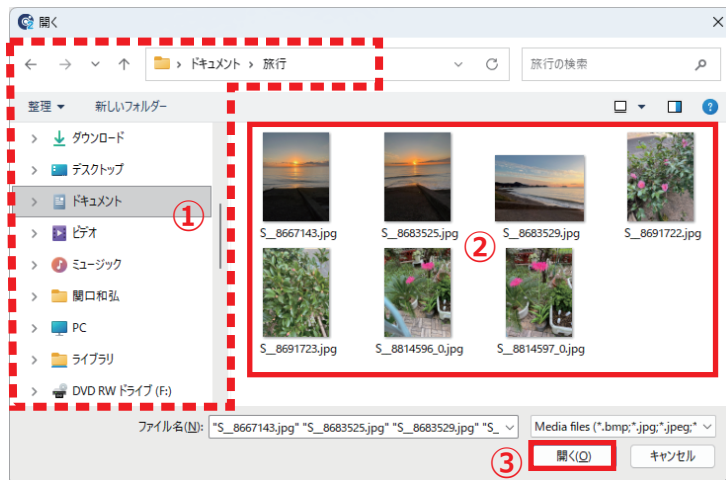 開く
ドキュメント › 旅行
旅行の検索
整理
新しいフォルダー
ダウンロード
デスクトップ
ドキュメント
ビデオ
ミュージック
関口和弘
PC
ライブラリ
DVD RW ドライブ (F:)
①
S__8667143.jpg
S__8683525.jpg
S__8683529.jpg
S__8691722.jpg
②
S__8691723.jpg
S__8814596_0.jpg
S__8814597_0.jpg
ファイル名(N): "S__8667143.jpg" "S__8683525.jpg" "S__8683529.jpg" "S_
Media files (*.bmp;*.jpg;*.jpeg;*
③
開く(O)
キャンセル